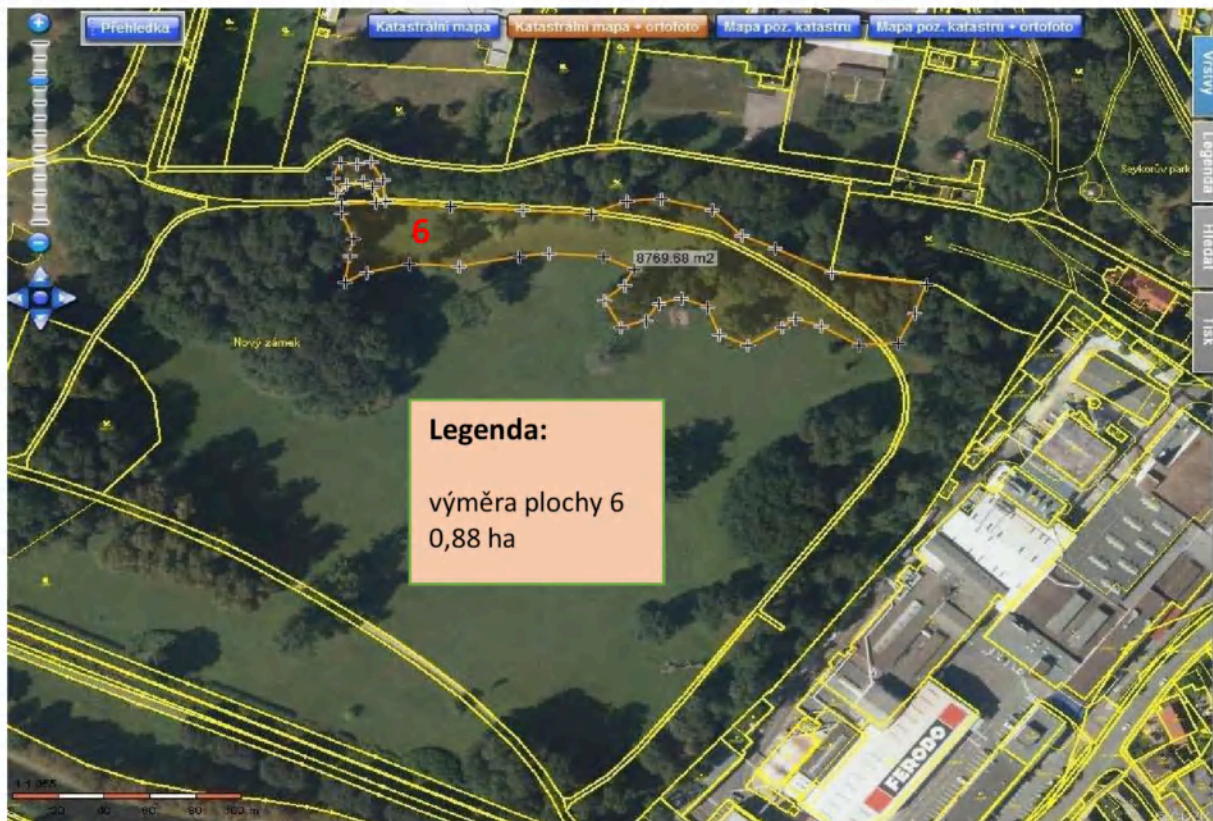 Přehledka
Katastrální mapa
Katastrální mapa + ortofoto
Mapa poz. katastru
Mapa poz. katastru + ortofoto
Vrstvy
Legenda
Hledat
Tisk
Seykorův park
6
8769.68 m2
Nový zámek
Legenda:
výměra plochy 6
0,88 ha
FERODO